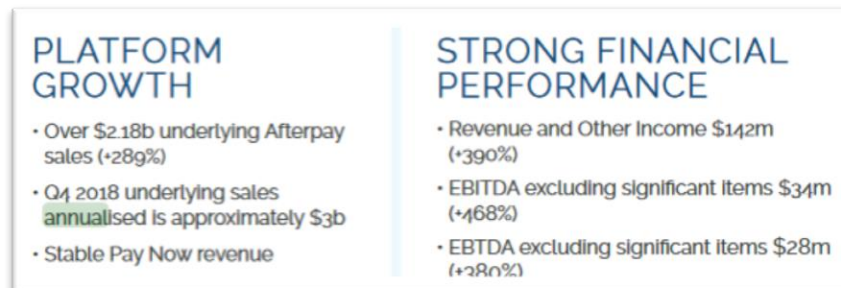 PLATFORM
GROWTH
• Over $2.18b underlying Afterpay
sales (+289%)
• Q4 2018 underlying sales
annualised is approximately $3b
• Stable Pay Now revenue
STRONG FINANCIAL
PERFORMANCE
• Revenue and Other Income $142m
(+390%)
• EBITDA excluding significant items $34m
(+468%)
• EBTDA excluding significant items $28m
(+380%)